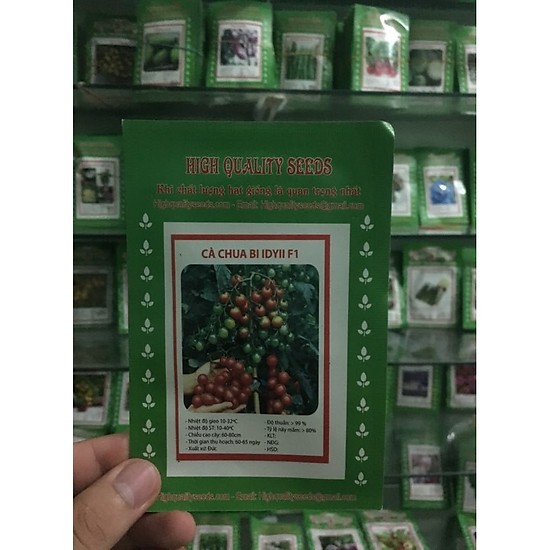 HIGH QUALITY SEEDS
Khi chất lượng hạt giống là quan trọng nhất
Highqualityseeds.com - Email: Highqualityseeds@gmail.com
CÀ CHUA BI IDYII F1
- Nhiệt độ gieo 10-32ºC
- Nhiệt độ ST: 10-40ºC
- Chiều cao cây: 60-80cm
- Thời gian thu hoạch: 60-65 ngày
- Xuất xứ Đức
- Độ thuần: > 99 %
- Tỷ lệ nảy mầm: > 80%
- KLT:
- NĐG:
- HSD:
Highqualityseeds.com - Email: Highqualityseeds@gmail.com